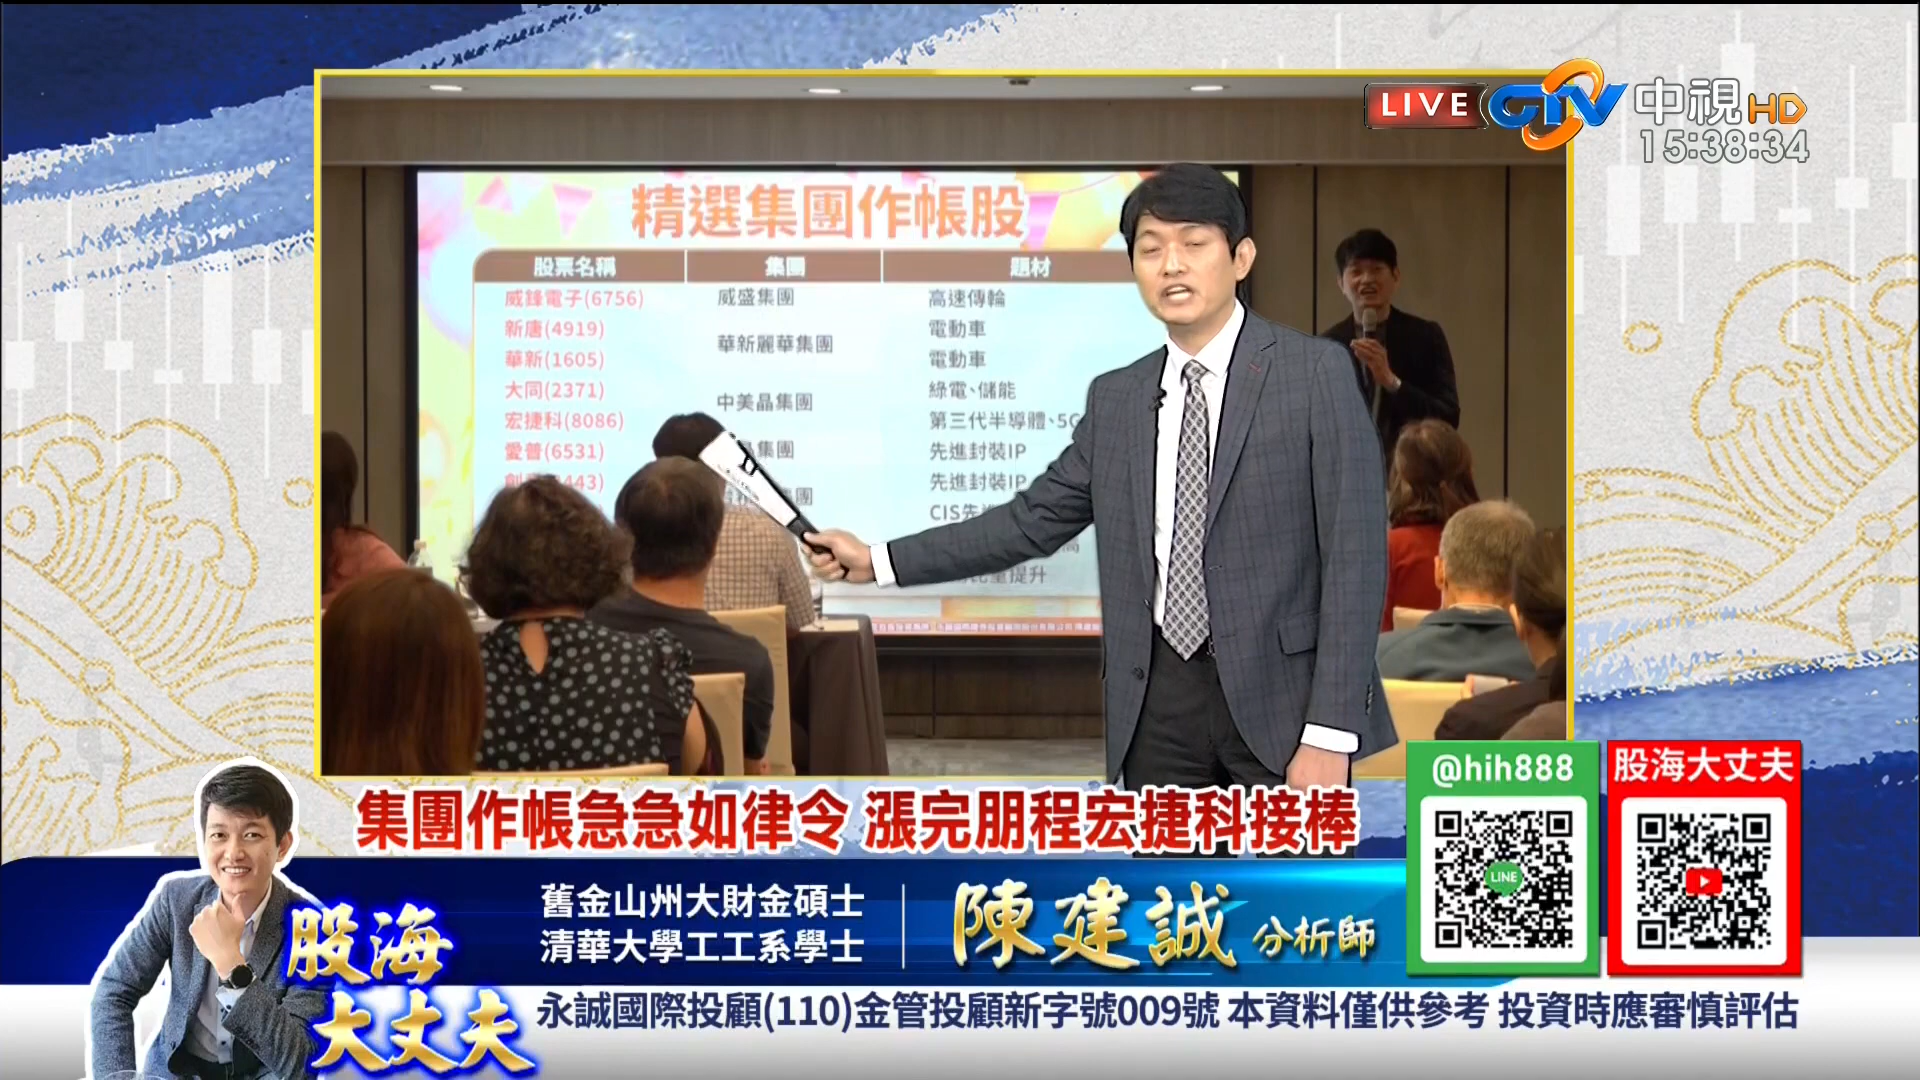 LIVE CTV 中視HD
15:38:34
精選集團作帳股
股票名稱 集團 題材
威鋒電子(6756) 威盛集團 高速傳輸
新唐(4919) 電動車
華新麗華集團
華新(1605) 電動車
大同(2371) 綠電、儲能
中美晶集團
宏捷科(8086) 第三代半導體、5G
愛普(6531) 集團 先進封裝IP
443) 先進封裝IP
集團
CIS先
提升
@hih888
股海大丈夫
LINE
集團作帳急急如律令 漲完朋程宏捷科接棒
舊金山州大財金碩士
清華大學工工系學士
陳建誠 分析師
股海
大丈夫
永誠國際投顧(110)金管投顧新字號009號 本資料僅供參考 投資時應審慎評估